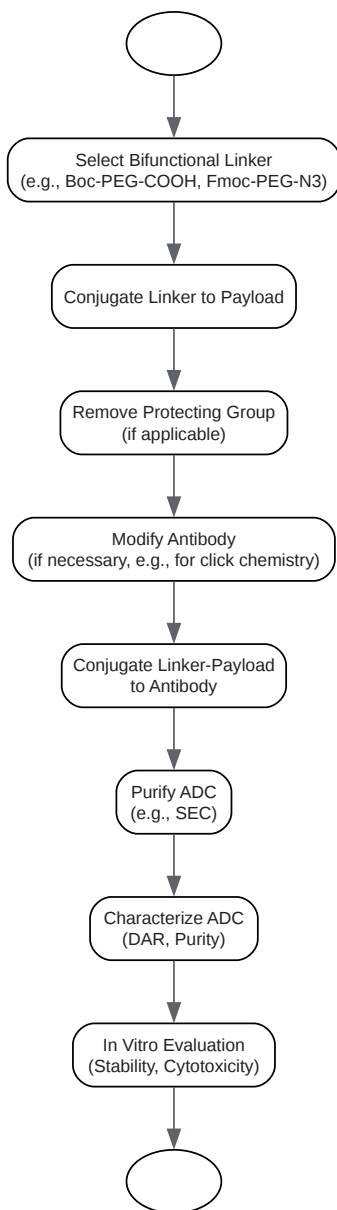 Select Bifunctional Linker
(e.g., Boc-PEG-COOH, Fmoc-PEG-N3)
Conjugate Linker to Payload
Remove Protecting Group
(if applicable)
Modify Antibody
(if necessary, e.g., for click chemistry)
Conjugate Linker-Payload
to Antibody
Purify ADC
(e.g., SEC)
Characterize ADC
(DAR, Purity)
In Vitro Evaluation
(Stability, Cytotoxicity)